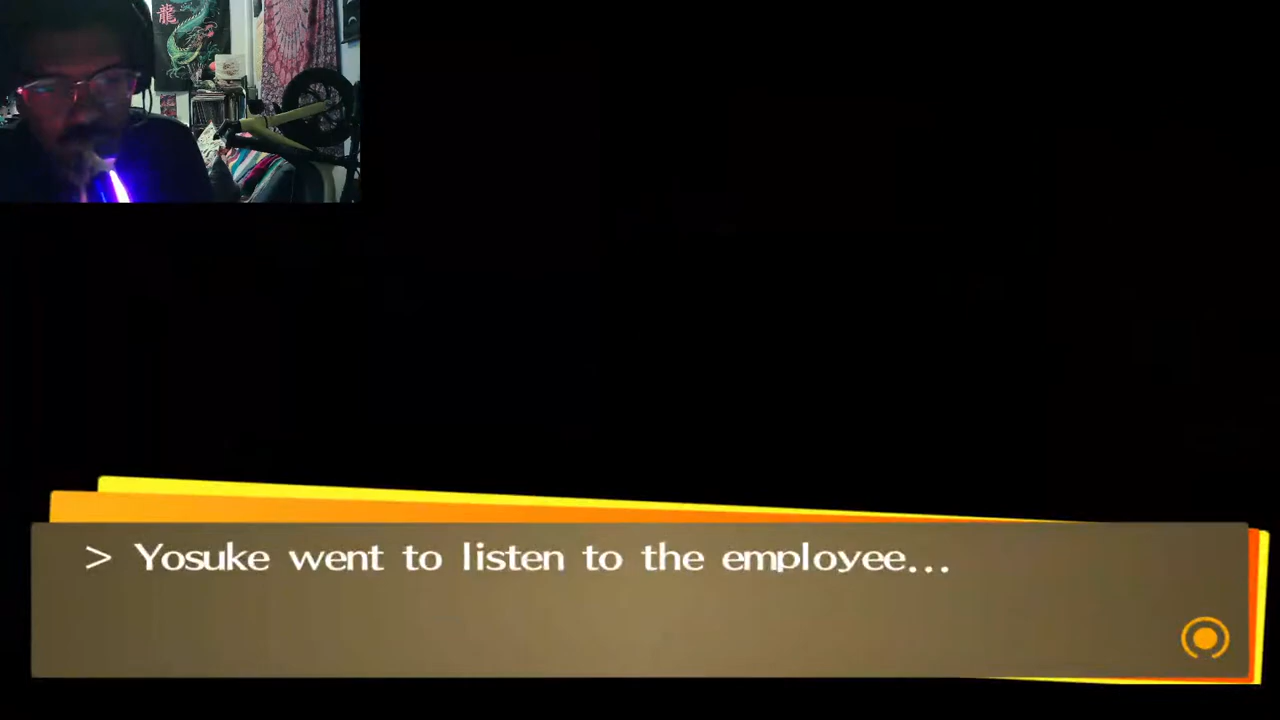 龍
> Yosuke went to listen to the employee...